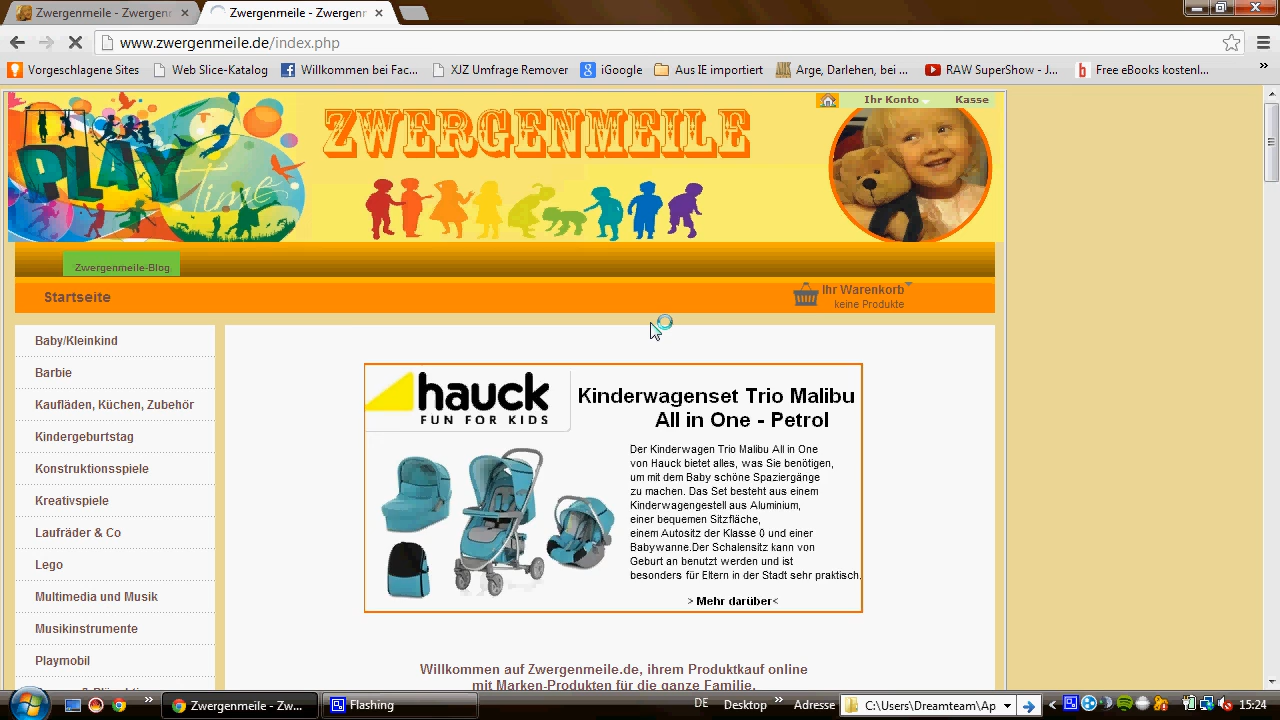 Zwergenmeile - Zwergenr
Zwergenmeile - Zwergenr
www.zwergenmeile.de/index.php
Vorgeschlagene Sites
Web Slice-Katalog
Willkommen bei Fac...
XJZ Umfrage Remover
iGoogle
Aus IE importiert
Arge, Darlehen, bei ...
RAW SuperShow - J...
Free eBooks kostenl...
PLAY
time
ZWERGENMEILE
Ihr Konto
Kasse
Zwergenmeile-Blog
Startseite
Ihr Warenkorb
keine Produkte
Baby/Kleinkind
Barbie
Kaufläden, Küchen, Zubehör
Kindergeburtstag
Konstruktionsspiele
Kreativspiele
Laufräder & Co
Lego
Multimedia und Musik
Musikinstrumente
Playmobil
hauck
FUN FOR KIDS
Kinderwagenset Trio Malibu
All in One - Petrol
Der Kinderwagen Trio Malibu All in One
von Hauck bietet alles, was Sie benötigen,
um mit dem Baby schöne Spaziergänge
zu machen. Das Set besteht aus einem
Kinderwagengestell aus Aluminium,
einer bequemen Sitzfläche,
einem Autositz der Klasse 0 und einer
Babywanne.Der Schalensitz kann von
Geburt an benutzt werden und ist
besonders für Eltern in der Stadt sehr praktisch.
> Mehr darüber<
Willkommen auf Zwergenmeile.de, ihrem Produktkauf online
mit Marken-Produkten für die ganze Familie.
Zwergenmeile - Zw...
Flashing
DE
Desktop
Adresse
C:\Users\Dreamteam\Ap
15:24